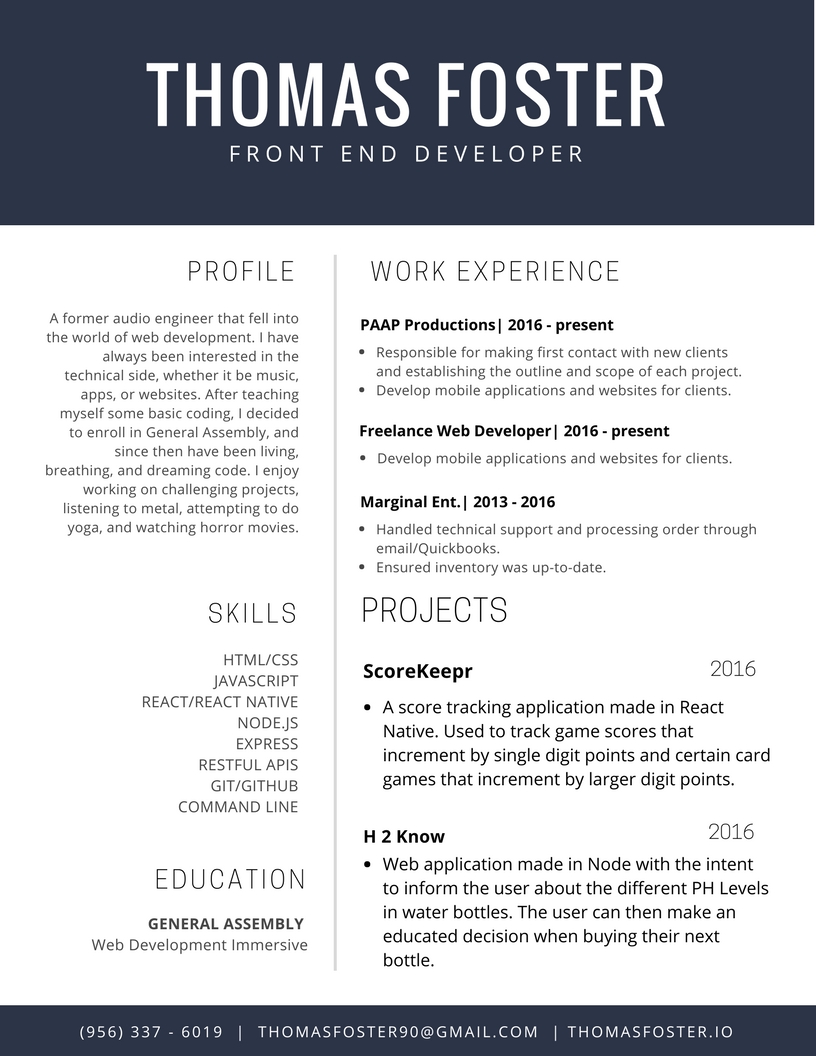 THOMAS FOSTER
FRONT END DEVELOPER
PROFILE
A former audio engineer that fell into
the world of web development. I have
always been interested in the
technical side, whether it be music,
apps, or websites. After teaching
myself some basic coding, I decided
to enroll in General Assembly, and
since then have been living,
breathing, and dreaming code. I enjoy
working on challenging projects,
listening to metal, attempting to do
yoga, and watching horror movies.
SKILLS
HTML/CSS
JAVASCRIPT
REACT/REACT NATIVE
NODE.JS
EXPRESS
RESTFUL APIS
GIT/GITHUB
COMMAND LINE
EDUCATION
GENERAL ASSEMBLY
Web Development Immersive
WORK EXPERIENCE
PAAP Productions| 2016 - present
• Responsible for making first contact with new clients
and establishing the outline and scope of each project.
• Develop mobile applications and websites for clients.
Freelance Web Developer| 2016 - present
• Develop mobile applications and websites for clients.
Marginal Ent.| 2013 - 2016
• Handled technical support and processing order through
email/Quickbooks.
• Ensured inventory was up-to-date.
PROJECTS
ScoreKeepr 2016
• A score tracking application made in React
Native. Used to track game scores that
increment by single digit points and certain card
games that increment by larger digit points.
H 2 Know 2016
• Web application made in Node with the intent
to inform the user about the different PH Levels
in water bottles. The user can then make an
educated decision when buying their next
bottle.
(956) 337 - 6019 | THOMASFOSTER90@GMAIL.COM | THOMASFOSTER.IO